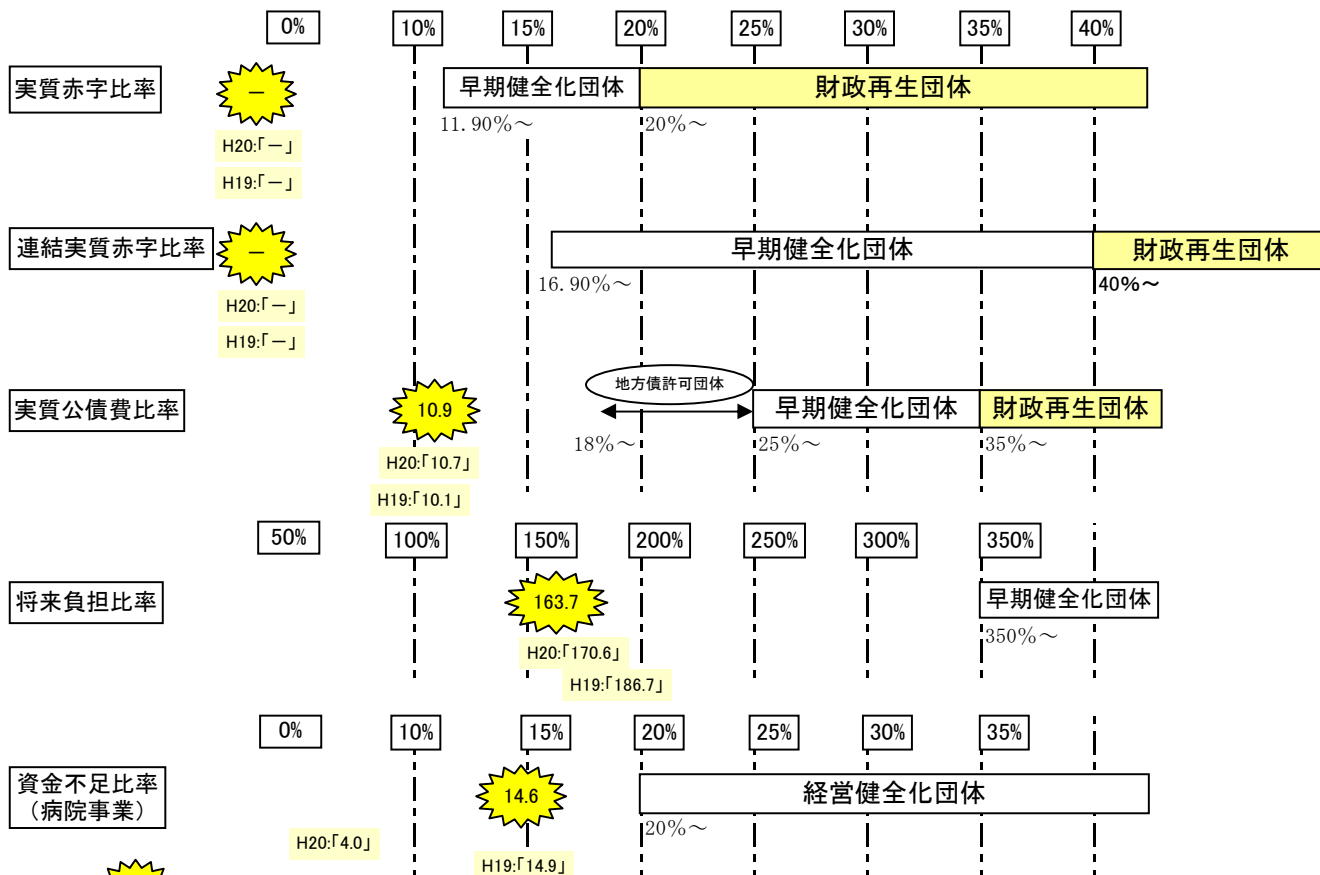 0% 10% 15% 20% 25% 30% 35% 40%
実質赤字比率 － 早期健全化団体 財政再生団体
11.90%～ 20%～
H20:「－」
H19:「－」
連結実質赤字比率 － 早期健全化団体 財政再生団体
16.90%～ 40%～
H20:「－」
H19:「－」
地方債許可団体
実質公債費比率 10.9 早期健全化団体 財政再生団体
18%～ 25%～ 35%～
H20:「10.7」
H19:「10.1」
50% 100% 150% 200% 250% 300% 350%
将来負担比率 163.7 早期健全化団体
350%～
H20:「170.6」
H19:「186.7」
0% 10% 15% 20% 25% 30% 35%
資金不足比率
（病院事業）
14.6 経営健全化団体
20%～
H20:「4.0」
H19:「14.9」